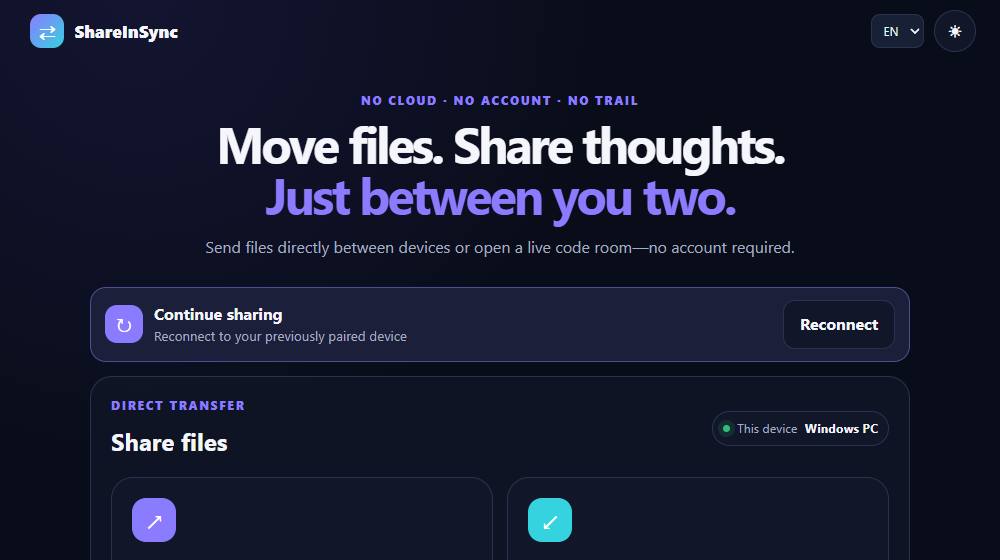 ShareInSync
EN
NO CLOUD · NO ACCOUNT · NO TRAIL
Move files. Share thoughts.
Just between you two.
Send files directly between devices or open a live code room—no account required.
Continue sharing
Reconnect to your previously paired device
Reconnect
DIRECT TRANSFER
Share files
This device Windows PC